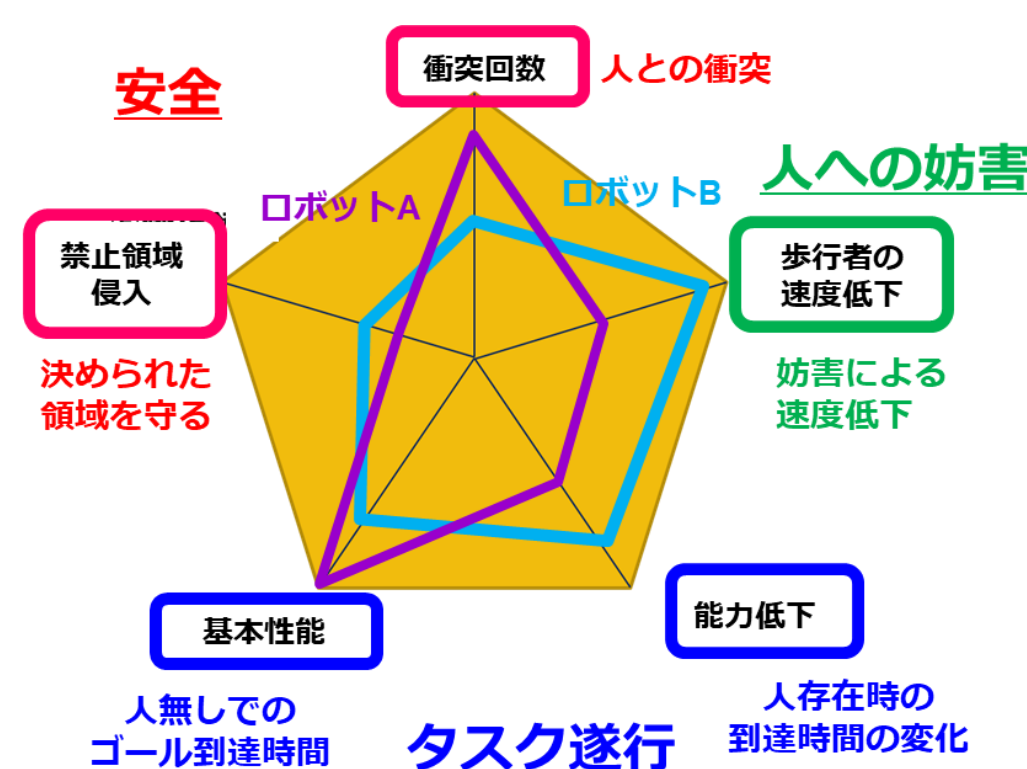 衝突回数
人との衝突
安全
人への妨害
ロボットA
ロボットB
禁止領域
侵入
歩行者の
速度低下
決められた
領域を守る
妨害による
速度低下
基本性能
能力低下
人無しでの
ゴール到達時間
タスク遂行
人存在時の
到達時間の変化